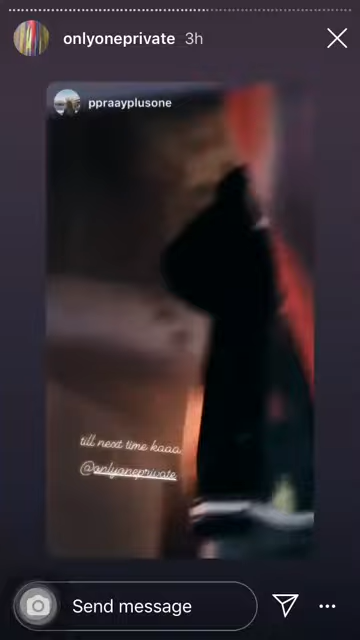 onlyoneprivate 3h
ppraayplusone
till next time kaaa
@onlyoneprivate
Send message